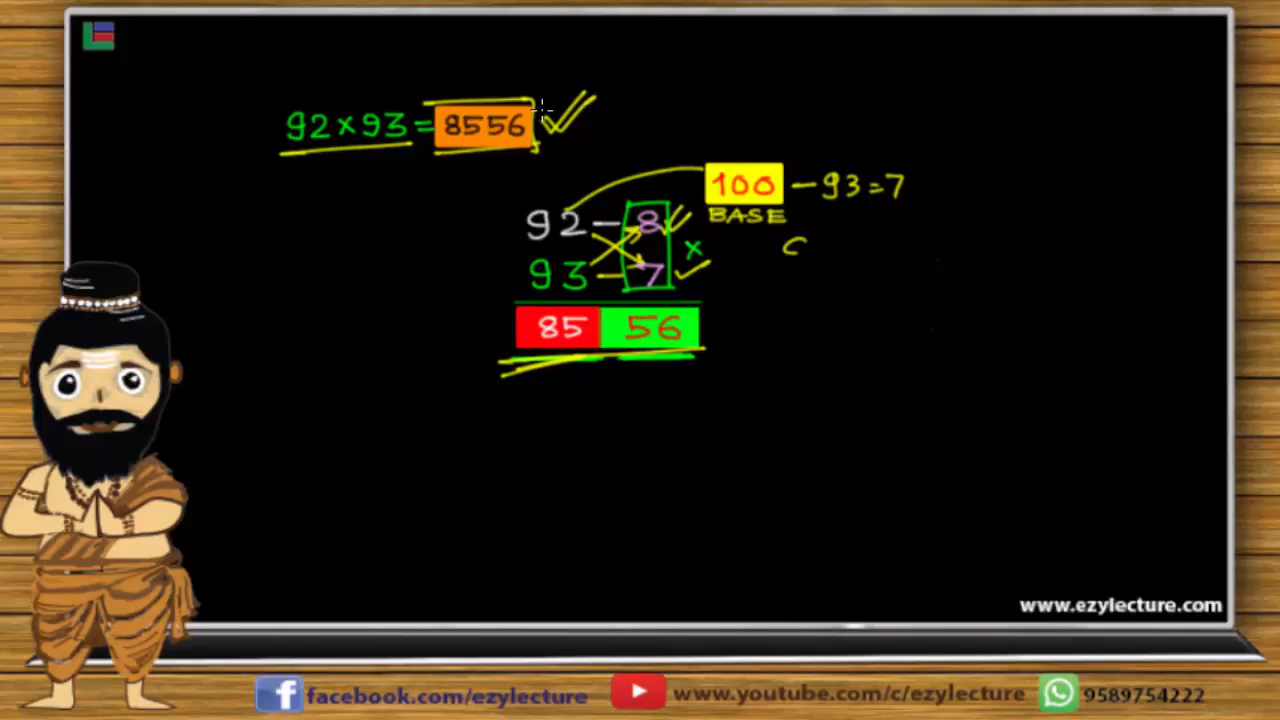 92×93=8556
100 - 93=7
BASE
92 - 8
C
93 - 7 ×
85 56
www.ezylecture.com
facebook.com/ezylecture
www.youtube.com/c/ezylecture
9589754222